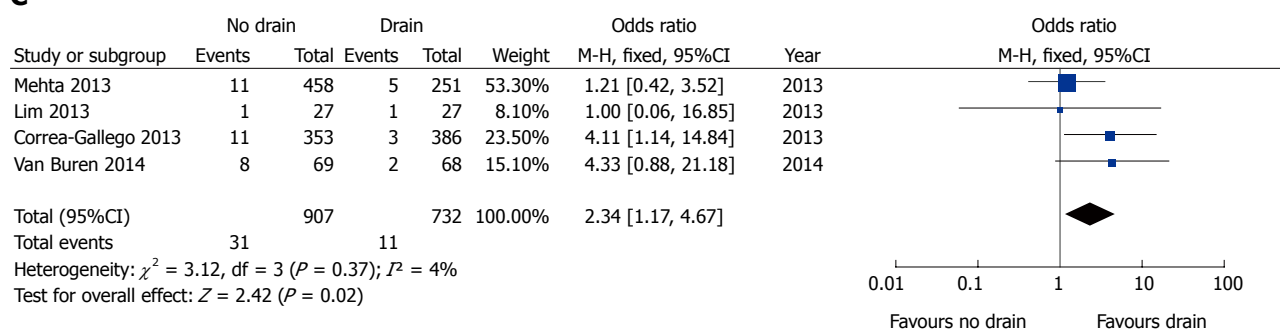 C
No drain Drain Odds ratio Odds ratio
Study or subgroup Events Total Events Total Weight M-H, fixed, 95%CI Year M-H, fixed, 95%CI
Mehta 2013 11 458 5 251 53.30% 1.21 [0.42, 3.52] 2013
Lim 2013 1 27 1 27 8.10% 1.00 [0.06, 16.85] 2013
Correa-Gallego 2013 11 353 3 386 23.50% 4.11 [1.14, 14.84] 2013
Van Buren 2014 8 69 2 68 15.10% 4.33 [0.88, 21.18] 2014
Total (95%CI) 907 732 100.00% 2.34 [1.17, 4.67]
Total events 31 11
Heterogeneity: χ² = 3.12, df = 3 (P = 0.37); I² = 4%
Test for overall effect: Z = 2.42 (P = 0.02)
0.01 0.1 1 10 100
Favours no drain Favours drain